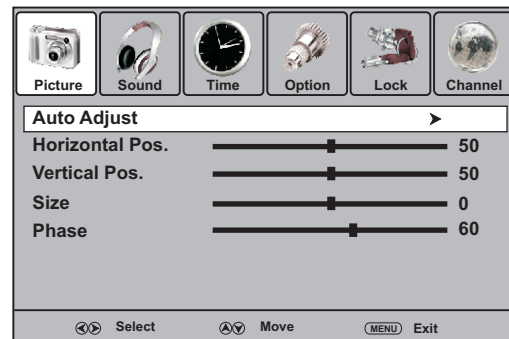 Picture Sound Time Option Lock Channel
Auto Adjust
Horizontal Pos. 50
Vertical Pos. 50
Size 0
Phase 60
Select Move MENU Exit